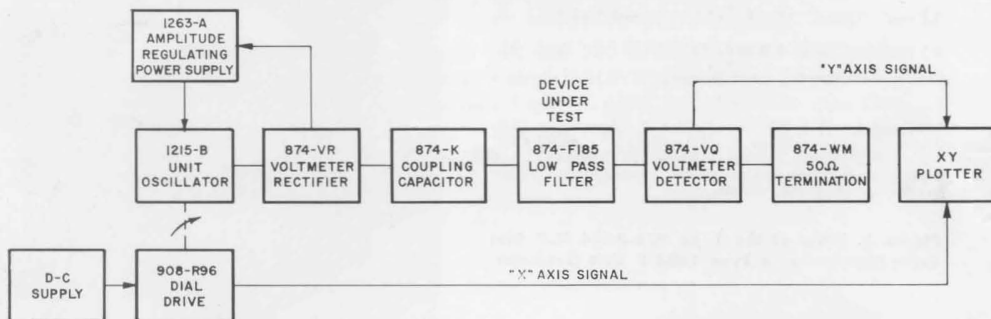 1263-A
AMPLITUDE
REGULATING
POWER SUPPLY
"Y" AXIS SIGNAL
DEVICE
UNDER
TEST
1215-B
UNIT
OSCILLATOR
874-VR
VOLTMETER
RECTIFIER
874-K
COUPLING
CAPACITOR
874-F185
LOW PASS
FILTER
874-VQ
VOLTMETER
DETECTOR
874-WM
50Ω
TERMINATION
XY
PLOTTER
D-C
SUPPLY
908-R96
DIAL
DRIVE
"X" AXIS SIGNAL